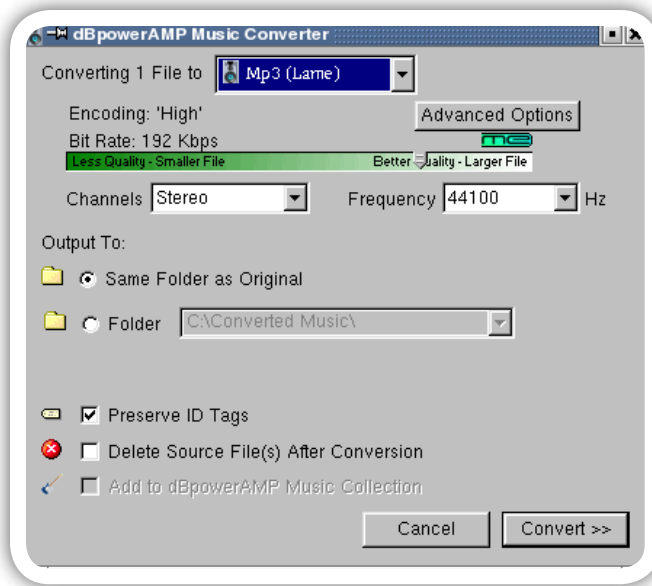 dBpowerAMP Music Converter
Converting 1 File to Mp3 (Lame)
Encoding: 'High' Advanced Options
Bit Rate: 192 Kbps
Less Quality - Smaller File Better Quality - Larger File
Channels Stereo Frequency 44100 Hz
Output To:
Same Folder as Original
Folder C:\Converted Music\
Preserve ID Tags
Delete Source File(s) After Conversion
Add to dBpowerAMP Music Collection
Cancel Convert >>